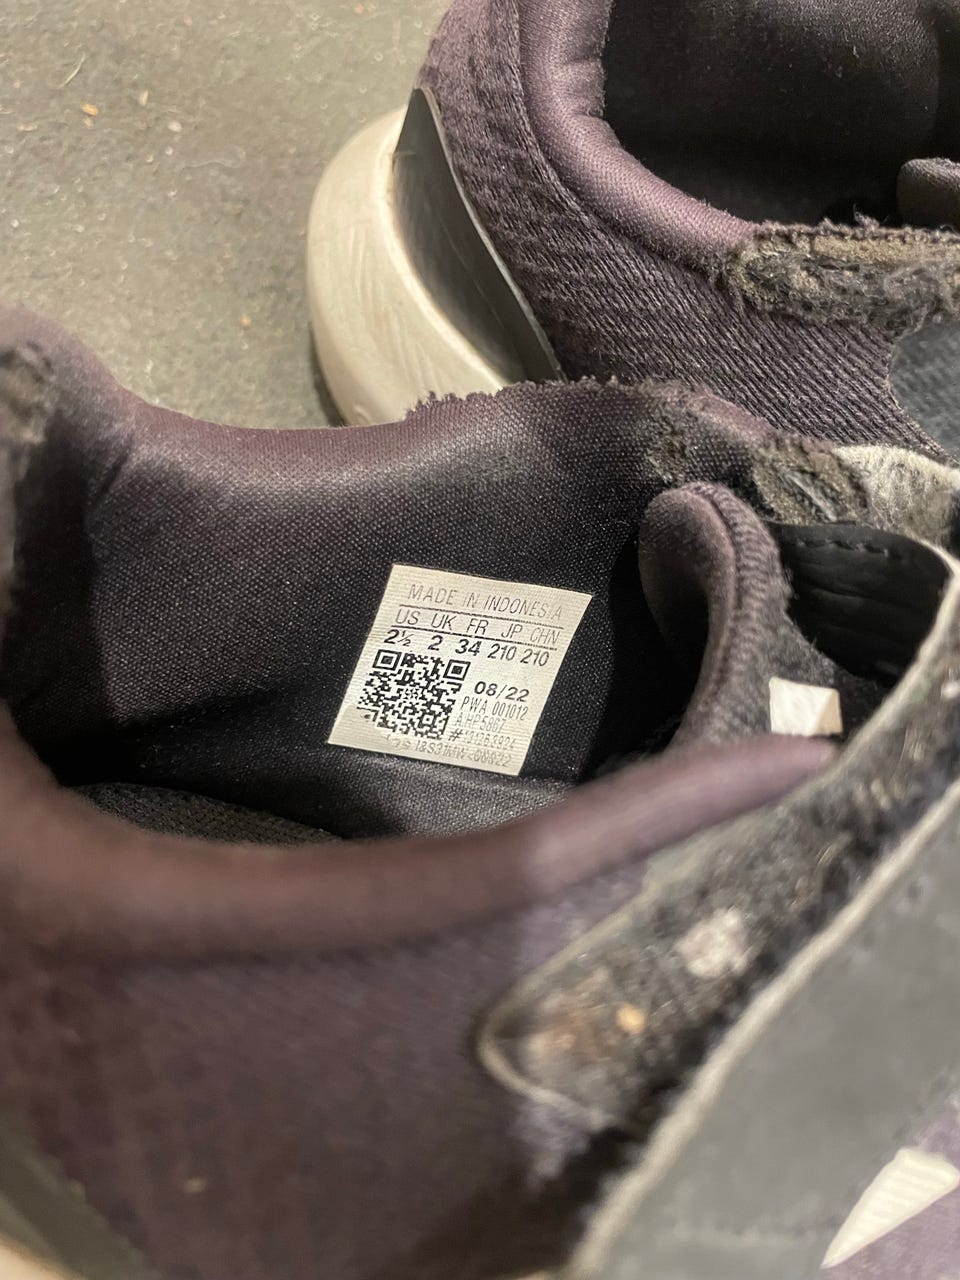 MADE IN INDONESIA
US UK FR JP CHN
2½ 2 34 210 210
08/22
PWA 001012